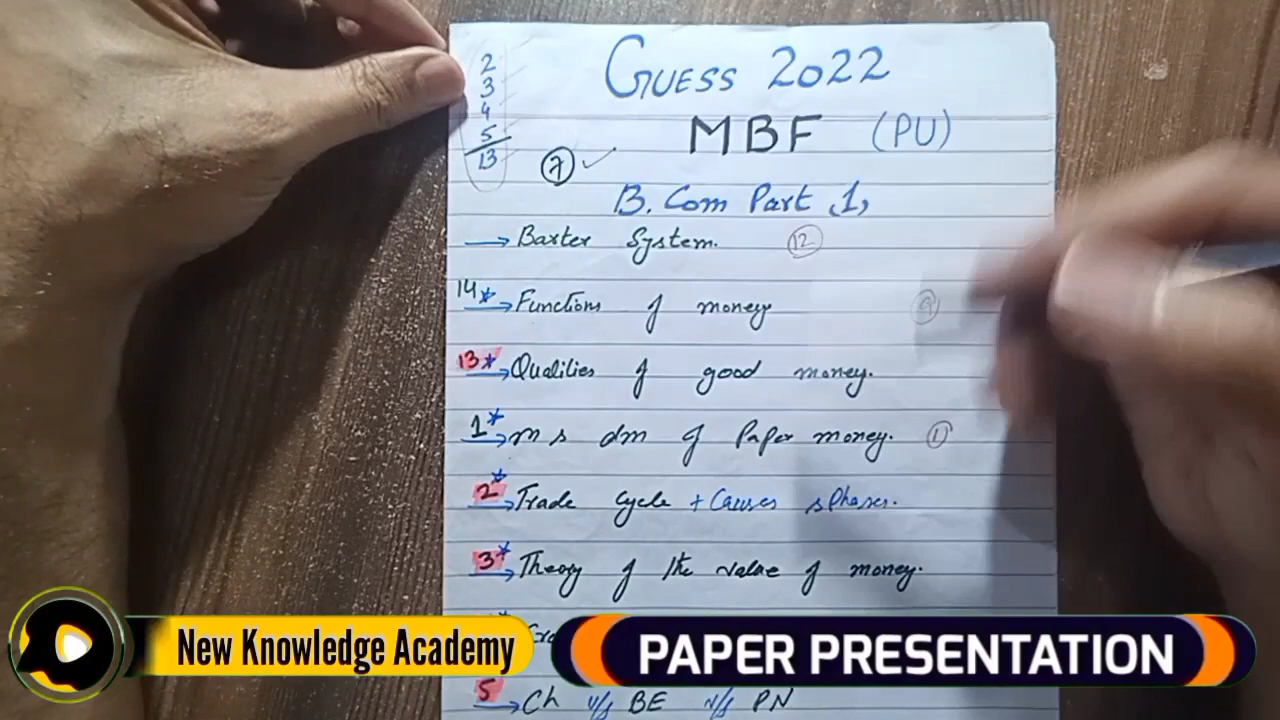 2
3
4
5
13
GUESS 2022
MBF (PU)
7 ✓
B. Com Part 1,
→ Barter System. 12
14* → Functions of money 9
13* → Qualities of good money.
1* → m s dm of Paper money. 1
2* → Trade Cycle + Causes s Phases.
3* → Theory of the value of money.
New Knowledge Academy
PAPER PRESENTATION
5 → Ch v/s BE v/s PN